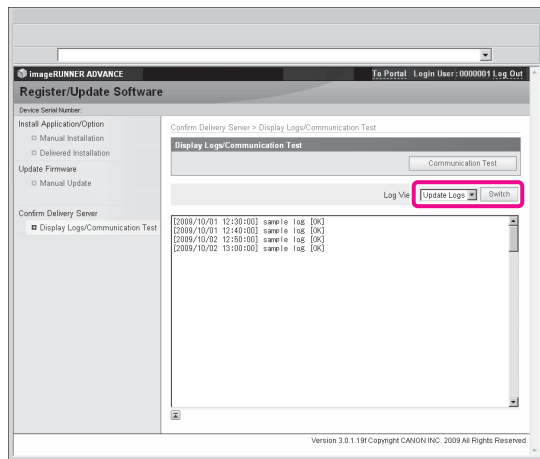 imageRUNNER ADVANCE
To Portal Login User : 0000001 Log Out
Register/Update Software
Device Serial Number:
Install Application/Option
Manual Installation
Delivered Installation
Update Firmware
Manual Update
Confirm Delivery Server
Display Logs/Communication Test
Confirm Delivery Server > Display Logs/Communication Test
Display Logs/Communication Test
Communication Test
Log Vie Update Logs Switch
[2009/10/01 12:30:00] sample log [OK]
[2009/10/01 12:40:00] sample log [OK]
[2009/10/02 12:50:00] sample log [OK]
[2009/10/02 13:00:00] sample log [OK]
Version 3.0.1.19f Copyright CANON INC. 2009 All Rights Reserved